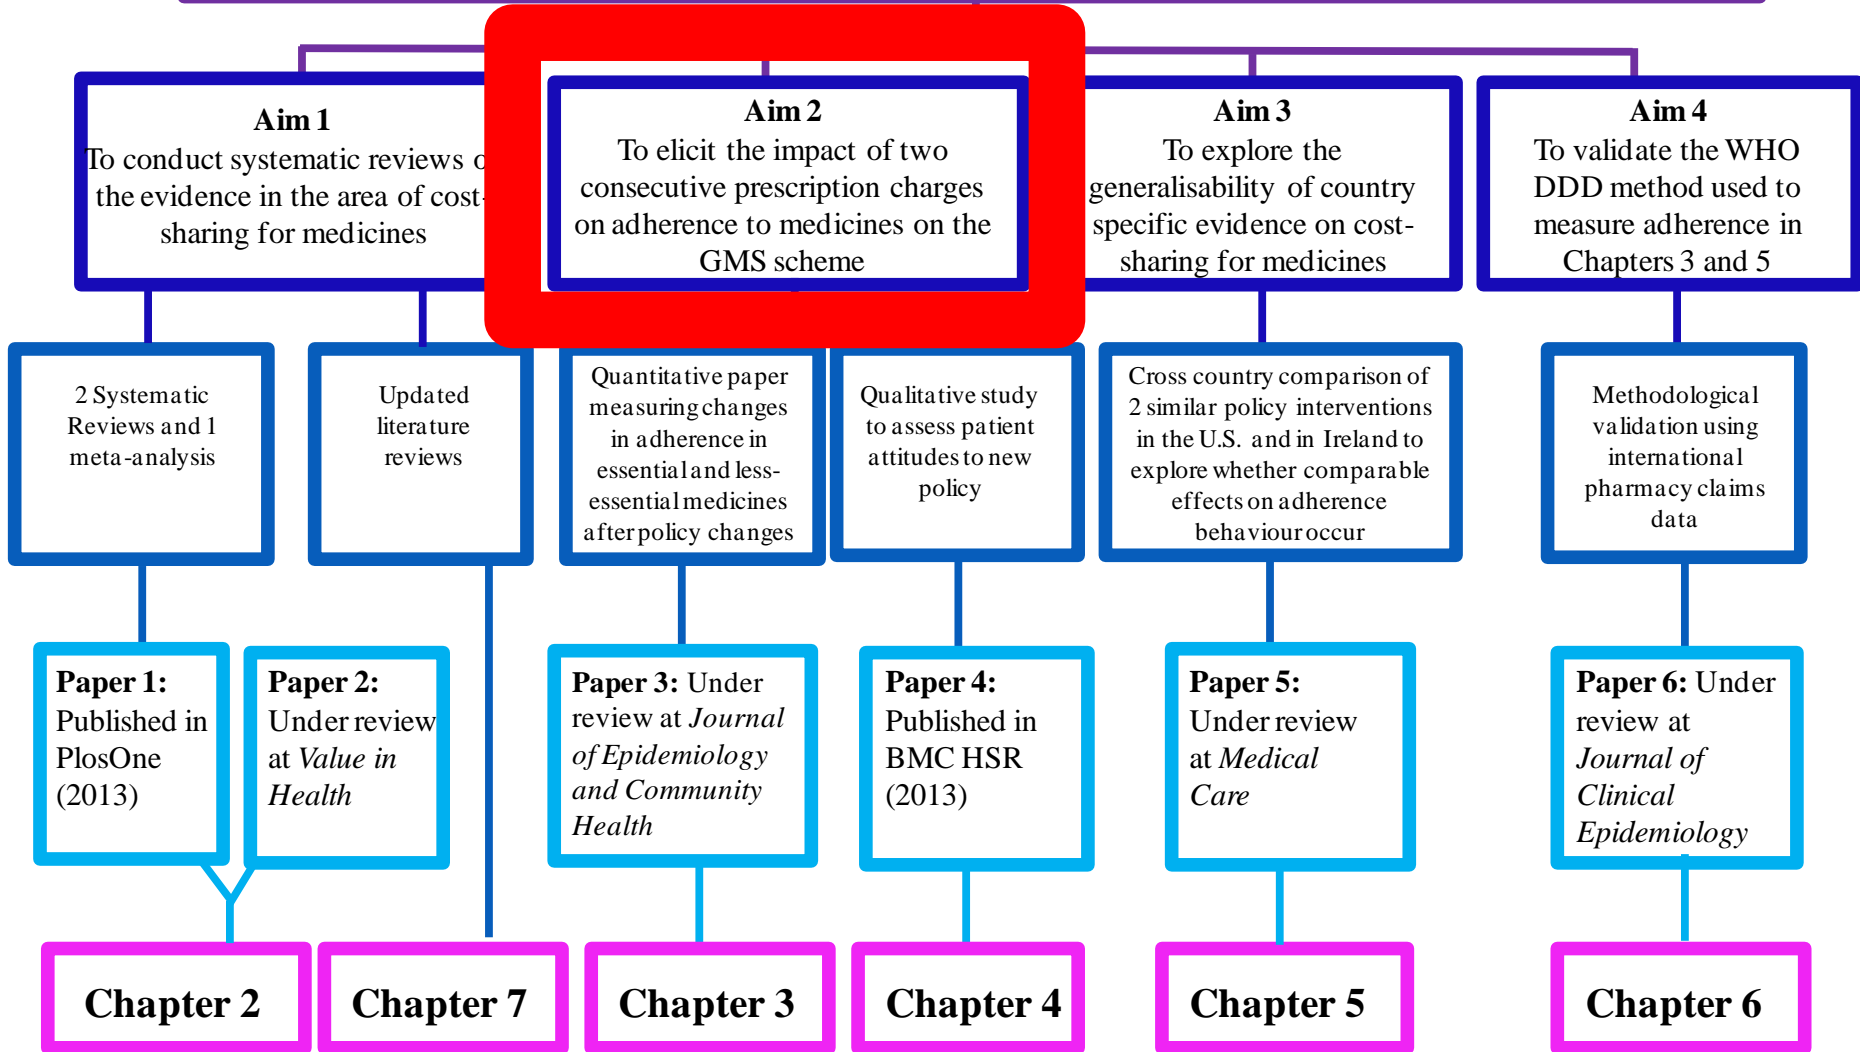 Aim 1
To conduct systematic reviews o
the evidence in the area of cost-
sharing for medicines
Aim 2
To elicit the impact of two
consecutive prescription charges
on adherence to medicines on the
GMS scheme
Aim 3
To explore the
generalisability of country
specific evidence on cost-
sharing for medicines
Aim 4
To validate the WHO
DDD method used to
measure adherence in
Chapters 3 and 5
2 Systematic
Reviews and 1
meta-analysis
Updated
literature
reviews
Quantitative paper
measuring changes
in adherence in
essential and less-
essential medicines
after policy changes
Qualitative study
to assess patient
attitudes to new
policy
Cross country comparison of
2 similar policy interventions
in the U.S. and in Ireland to
explore whether comparable
effects on adherence
behaviour occur
Methodological
validation using
international
pharmacy claims
data
Paper 1:
Published in
PlosOne
(2013)
Paper 2:
Under review
at Value in
Health
Paper 3: Under
review at Journal
of Epidemiology
and Community
Health
Paper 4:
Published in
BMC HSR
(2013)
Paper 5:
Under review
at Medical
Care
Paper 6: Under
review at
Journal of
Clinical
Epidemiology
Chapter 2
Chapter 7
Chapter 3
Chapter 4
Chapter 5
Chapter 6